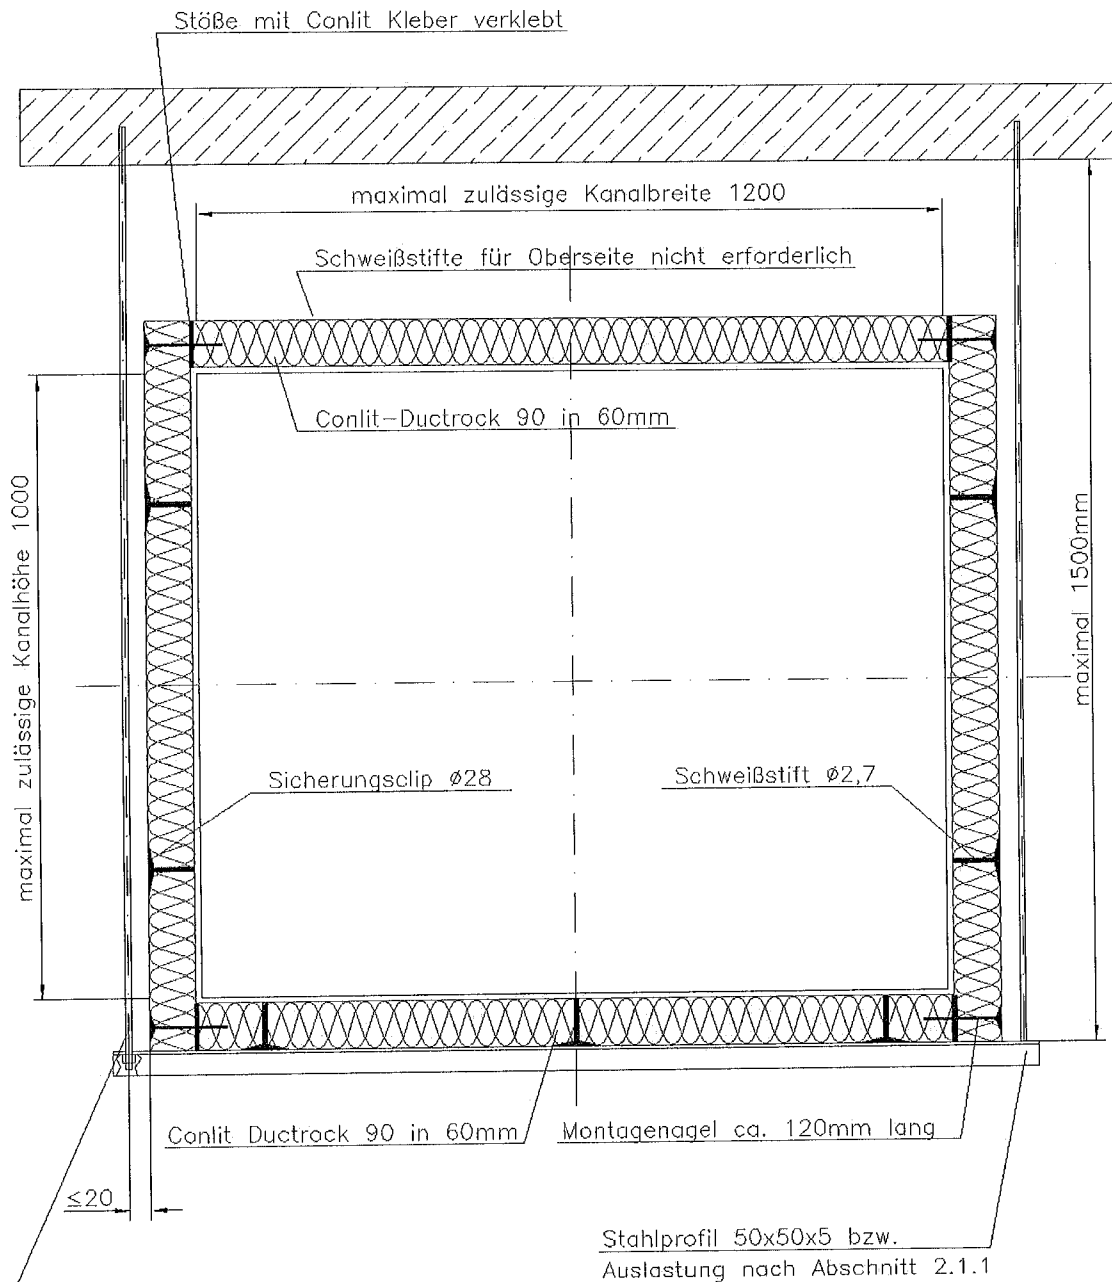 Stöße mit Conlit Kleber verklebt
maximal zulässige Kanalbreite 1200
Schweißstifte für Oberseite nicht erforderlich
Conlit-Ductrock 90 in 60mm
maximal zulässige Kanalhöhe 1000
maximal 1500mm
Sicherungsclip ø28
Schweißstift ø2,7
Conlit Ductrock 90 in 60mm
Montagenagel ca. 120mm lang
≤20
Stahlprofil 50x50x5 bzw.
Auslastung nach Abschnitt 2.1.1